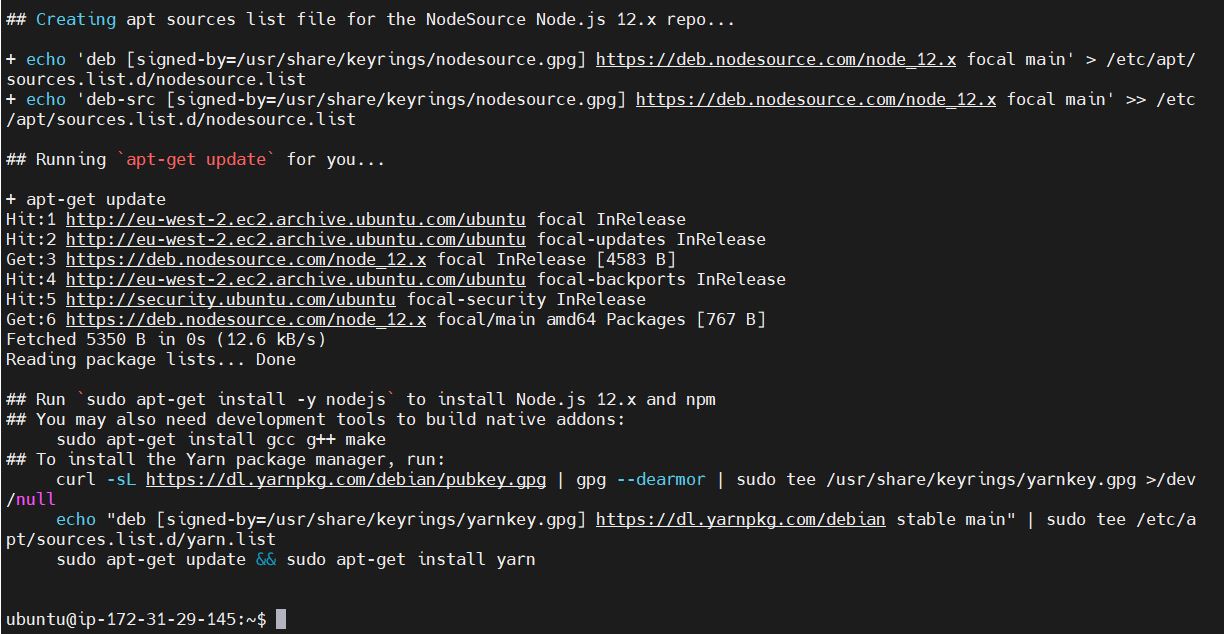 ## Creating apt sources list file for the NodeSource Node.js 12.x repo...
+ echo 'deb [signed-by=/usr/share/keyrings/nodesource.gpg] https://deb.nodesource.com/node_12.x focal main' > /etc/apt/
sources.list.d/nodesource.list
+ echo 'deb-src [signed-by=/usr/share/keyrings/nodesource.gpg] https://deb.nodesource.com/node_12.x focal main' >> /etc
/apt/sources.list.d/nodesource.list
## Running `apt-get update` for you...
+ apt-get update
Hit:1 http://eu-west-2.ec2.archive.ubuntu.com/ubuntu focal InRelease
Hit:2 http://eu-west-2.ec2.archive.ubuntu.com/ubuntu focal-updates InRelease
Get:3 https://deb.nodesource.com/node_12.x focal InRelease [4583 B]
Hit:4 http://eu-west-2.ec2.archive.ubuntu.com/ubuntu focal-backports InRelease
Hit:5 http://security.ubuntu.com/ubuntu focal-security InRelease
Get:6 https://deb.nodesource.com/node_12.x focal/main amd64 Packages [767 B]
Fetched 5350 B in 0s (12.6 kB/s)
Reading package lists... Done
## Run `sudo apt-get install -y nodejs` to install Node.js 12.x and npm
## You may also need development tools to build native addons:
     sudo apt-get install gcc g++ make
## To install the Yarn package manager, run:
     curl -sL https://dl.yarnpkg.com/debian/pubkey.gpg | gpg --dearmor | sudo tee /usr/share/keyrings/yarnkey.gpg >/dev
/null
     echo "deb [signed-by=/usr/share/keyrings/yarnkey.gpg] https://dl.yarnpkg.com/debian stable main" | sudo tee /etc/a
pt/sources.list.d/yarn.list
     sudo apt-get update && sudo apt-get install yarn
ubuntu@ip-172-31-29-145:~$